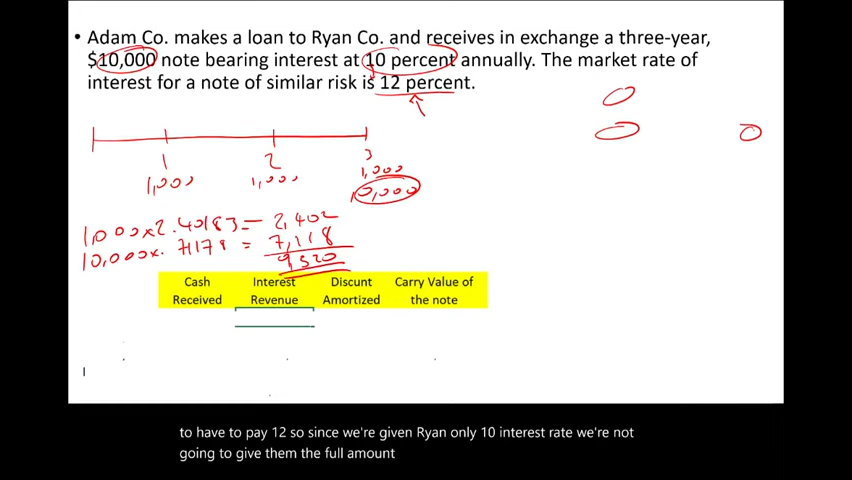 • Adam Co. makes a loan to Ryan Co. and receives in exchange a three-year,
$10,000 note bearing interest at 10 percent annually. The market rate of
interest for a note of similar risk is 12 percent.
1 2 3
1,000 1,000 1,000
10,000
1,000 x 2.40183 = 2,402
10,000 x .71178 = 7,118
9,520
Cash Received Interest Revenue Discunt Amortized Carry Value of the note
to have to pay 12 so since we're given Ryan only 10 interest rate we're not
going to give them the full amount